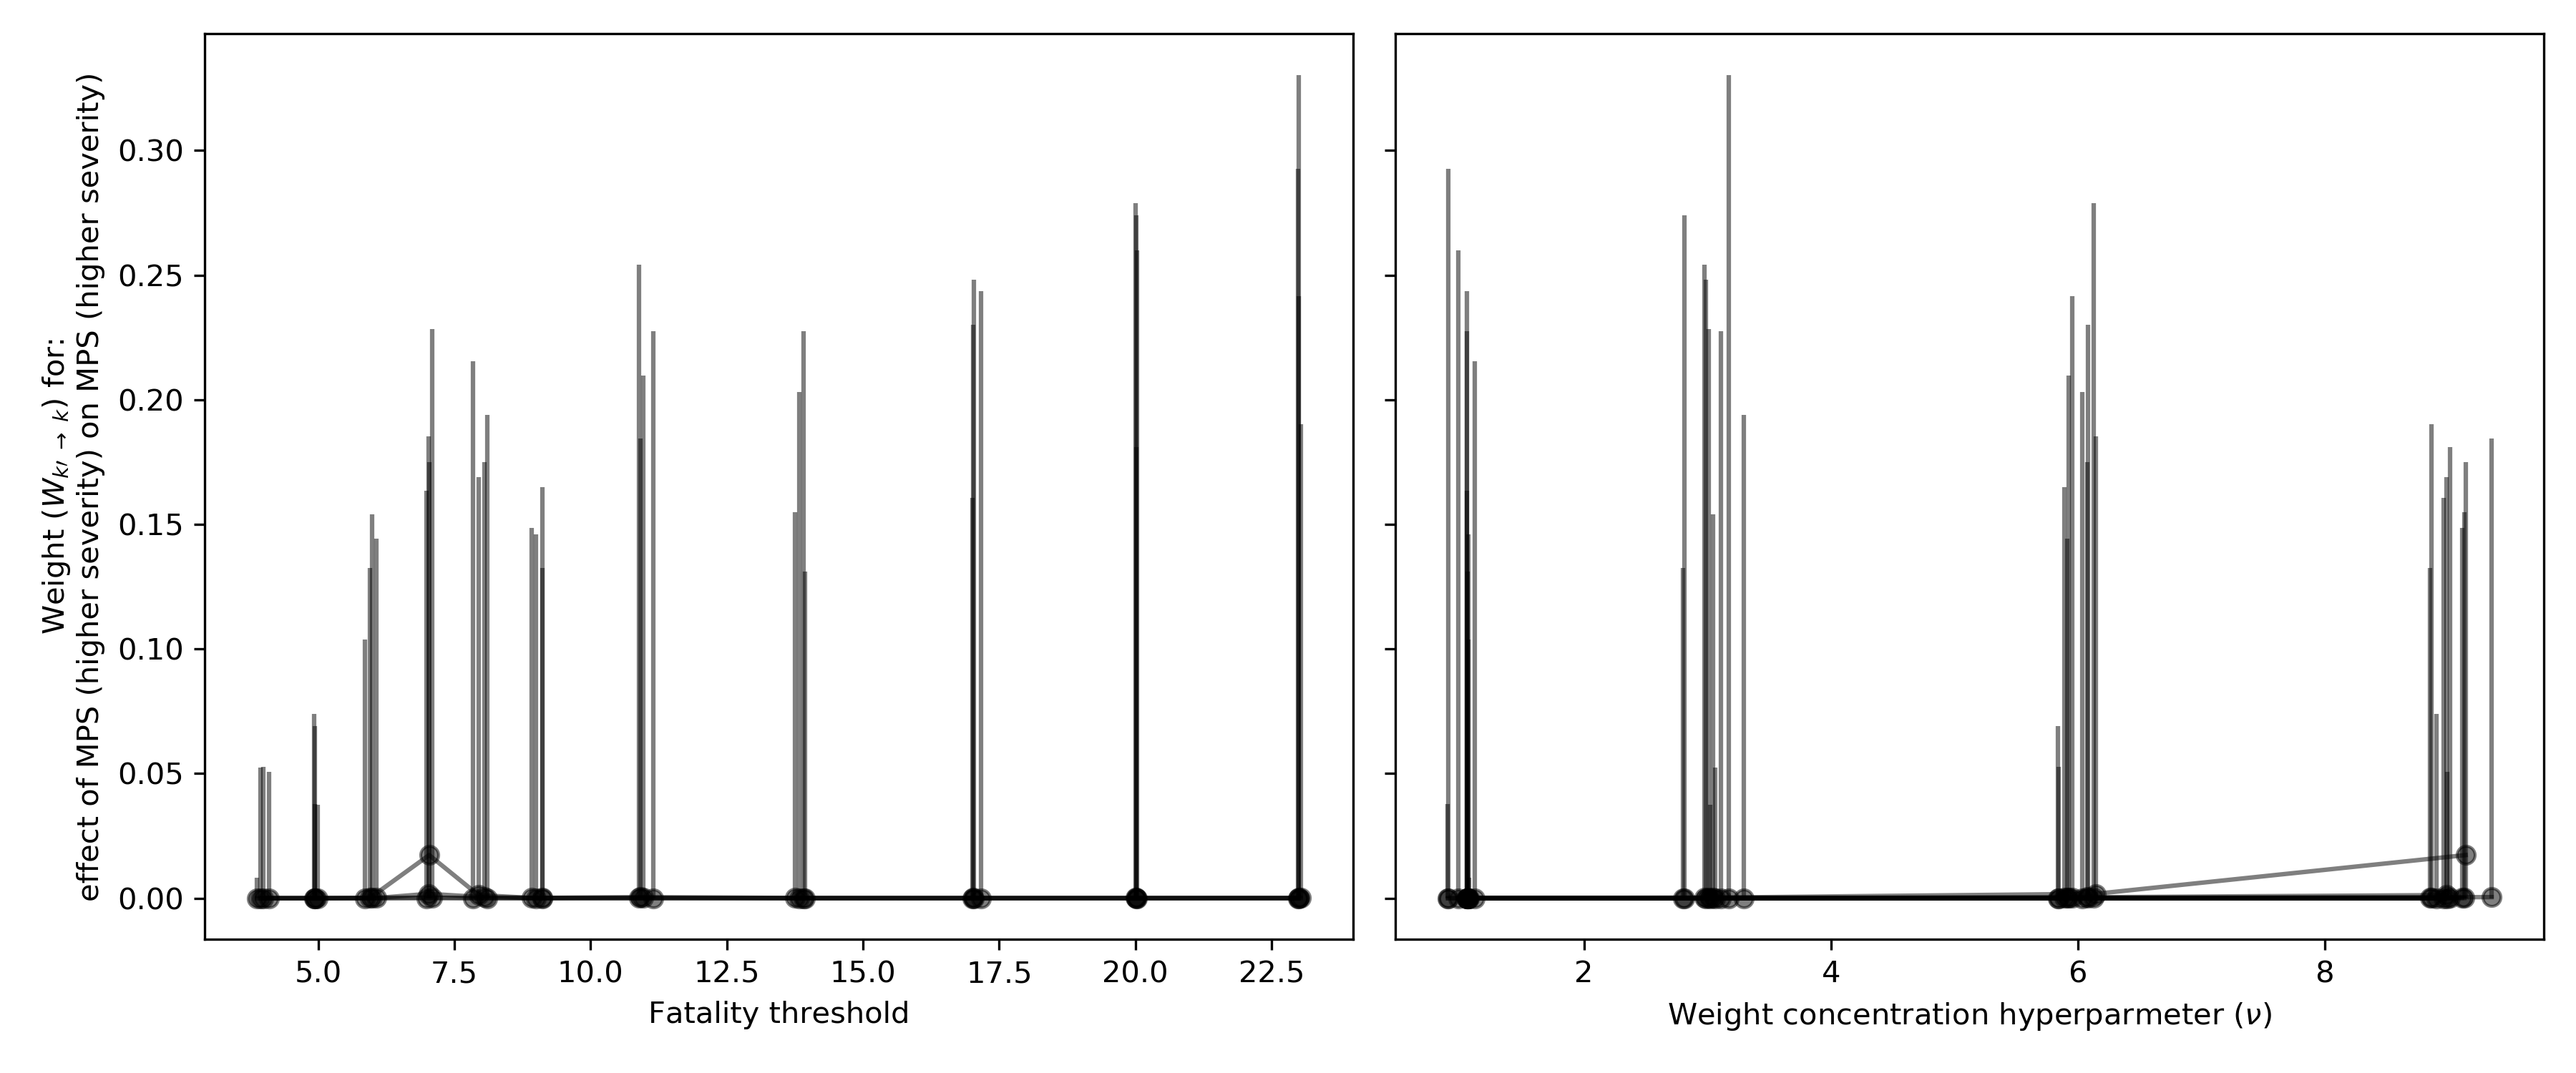 Weight (W_{k′ → k}) for:
effect of MPS (higher severity) on MPS (higher severity)
0.30
0.25
0.20
0.15
0.10
0.05
0.00
5.0 7.5 10.0 12.5 15.0 17.5 20.0 22.5
Fatality threshold
2 4 6 8
Weight concentration hyperparmeter (ν)